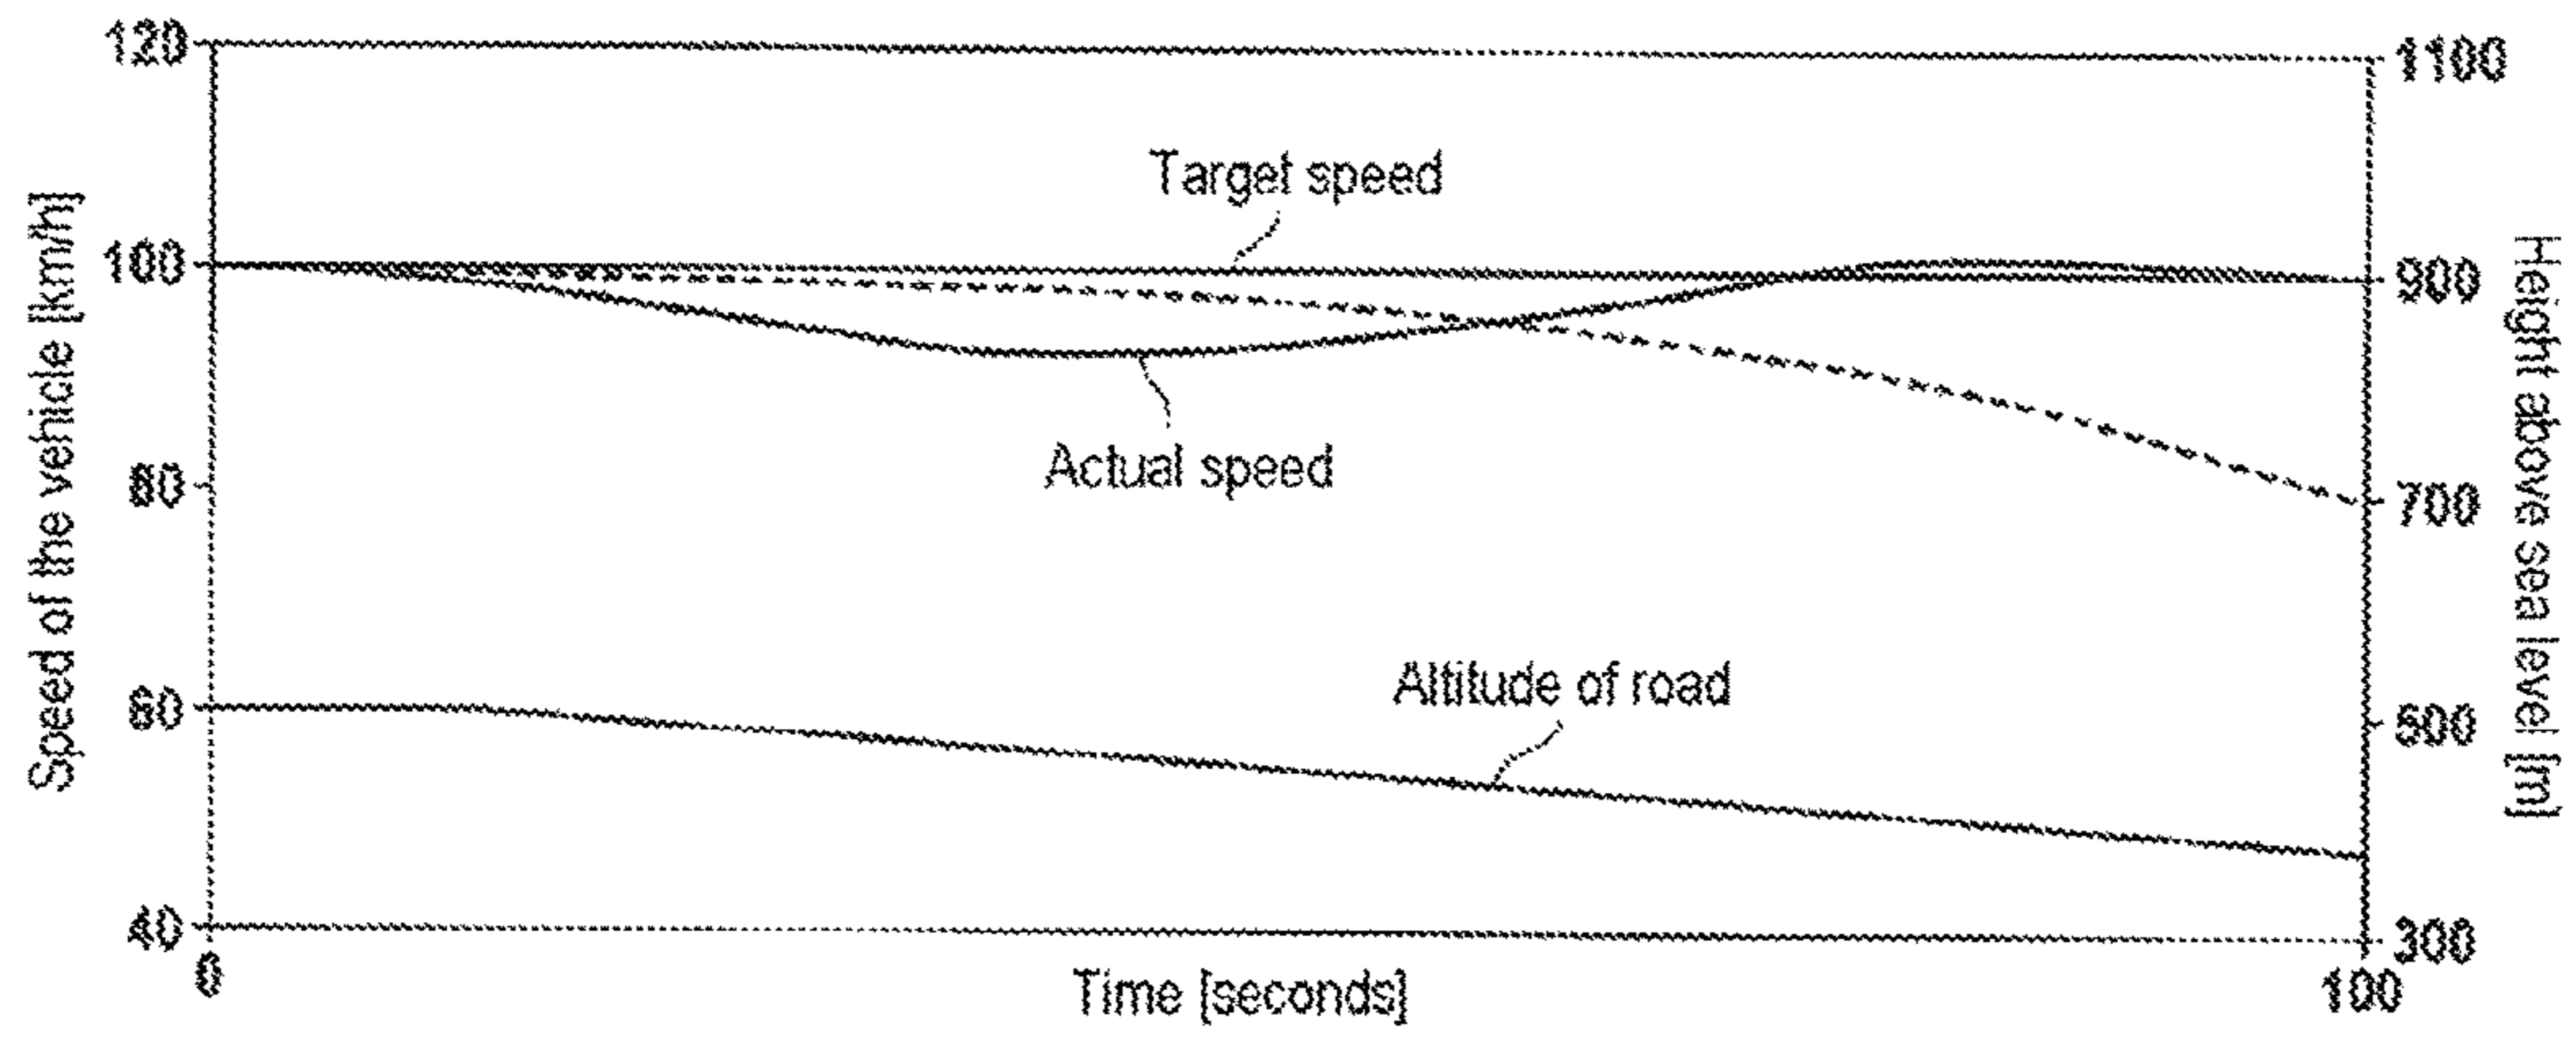 120
1100
Target speed
100
900
Speed of the vehicle [km/h]
Height above sea level [m]
Actual speed
80
700
Altitude of road
60
500
40
300
0
Time [seconds]
100